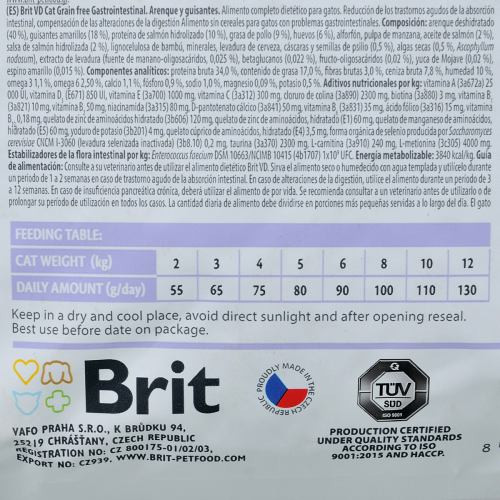 (ES) Brit VD Cat Grain free Gastrointestinal. Arenque y guisantes. Alimento completo dietético para gatos. Reducción de los trastornos agudos de la absorción
intestinal, compensación de las alteraciones de la digestión Alimento sin cereales para gatos con problemas gastrointestinales. Composición: arenque deshidratado
(40 %), guisantes amarillos (18 %), proteína de salmón hidrolizado (10 %), grasa de pollo (9 %), huevos (6 %), alforfón, pulpa de manzana, aceite de salmón (2 %),
salsa de salmón hidrolizada (2 %), lignocelulosa de bambú, minerales, levadura de cerveza, cáscaras y semillas de psilio (0,5 %), algas secas (0,5 %, Ascophyllum
nodosum), extracto de levadura (fuente de manano-oligosacáridos, 0,025 %), betaglucanos (0,022 %), fructo-oligosacáridos (0,02 %), yuca de Mojave (0,02 %),
espino amarillo (0,015 %). Componentes analíticos: proteína bruta 34,0 %, contenido de grasa 17,0 %, fibras brutas 3,0 %, ceniza bruta 7,8 %, humedad 10 %,
omega 3 1,1 %, omega 6 2,50 %, calcio 1,1 %, fósforo 0,9 %, sodio 1,0 %, magnesio 0,09 %, potasio 0,5 %. Aditivos nutricionales por kg: vitamina A (3a672a) 25
000 UI, vitamina D₃ (E671) 850 UI, vitamina E (3a700) 1000 mg, vitamina C (3a312) 300 mg, cloruro de colina (3a890) 2300 mg, biotina (3a880) 3 mg, vitamina B₁
(3a821) 10 mg, vitamina B₂ 50 mg, niacinamida (3a315) 80 mg, D-pantotenato cálcico (3a841) 50 mg, vitamina B₆ (3a831) 35 mg, ácido fólico (3a316) 15 mg, vitamina
B₁₂ 0,18 mg, quelato de zinc de aminoácidos hidratado (3b606) 120 mg, quelato de zinc de aminoácidos, hidratado (E1) 60 mg, quelato de manganeso de aminoácidos,
hidratado (E5) 60 mg, yoduro de potasio (3b201) 4 mg, quelato cúprico de aminoácidos, hidratado (E4) 3,5 mg, forma orgánica de selenio producida por Saccharomyces
cerevisiae CNCM I-3060 (levadura selenizada inactivada) (3b8.10) 0,2 mg, taurina (3a370) 2300 mg, L-carnitina (3a910) 240 mg, L-metionina (3c305) 4000 mg.
Estabilizadores de la flora intestinal por kg: Enterococcus faecium DSM 10663/NCIMB 10415 (4b1707) 1x10⁹ UFC. Energía metabolizable: 3840 kcal/kg. Guía
de alimentación: Consulte a su veterinario antes de utilizar el alimento dietético Brit VD. Sirva el alimento seco o humedecido con agua templada y utilícelo durante
un período de 1 a 2 semanas en caso de trastorno agudo de la absorción intestinal. En caso de alteraciones de la digestión, utilice el alimento durante un período de 3
a 12 semanas. En caso de insuficiencia pancreática crónica, deberá utilizar el alimento de por vida. Se recomienda consultar a un veterinario antes de utilizarlo o de
prolongar su período de utilización en todos los casos. La cantidad diaria de alimento debe dividirse en porciones más pequeñas servidas a lo largo del día. El gato
FEEDING TABLE:
CAT WEIGHT (kg) 2 3 4 5 6 8 10 12
DAILY AMOUNT (g/day) 55 65 75 80 90 100 110 130
Keep in a dry and cool place, avoid direct sunlight and after opening reseal.
Best use before date on package.
Brit
PROUDLY MADE IN THE CZECH REPUBLIC
TÜV
SÜD
ISO 9001
VAFO PRAHA S.R.O., K BRŮDKU 94,
25219 CHRÁŠŤANY, CZECH REPUBLIC
REGISTRATION NO: CZ 800175-01/02/03,
EXPORT NO: CZ939. WWW.BRIT-PETFOOD.COM
PRODUCTION CERTIFIED
UNDER QUALITY STANDARDS
ACCORDING TO ISO
9001:2015 AND HACCP.
8